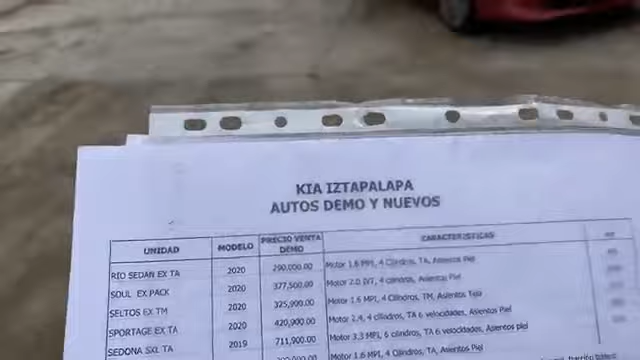 KIA IZTAPALAPA
AUTOS DEMO Y NUEVOS
UNIDAD MODELO PRECIO VENTA DEMO CARACTERISTICAS
RIO SEDAN EX TA 2020 290,000.00 Motor 1.6 MPI, 4 Cilindros, TA, Asientos Piel
SOUL EX PACK 2020 377,500.00 Motor 2.0 IVT, 4 cilindros, Asientos Piel
SELTOS EX TM 2020 325,900.00 Motor 1.6 MPI, 4 Cilindros, TM, Asientos Tela
SPORTAGE EX TA 2020 420,900.00 Motor 2.4, 4 cilindros, TA 6 velocidades, Asientos Piel
SEDONA SXL TA 2019 711,900.00 Motor 3.3 MPI, 6 cilindros, TA 6 velocidades, Asientos piel
Motor 1.6 MPI, 4 Cilindros, TA, Asientos Piel